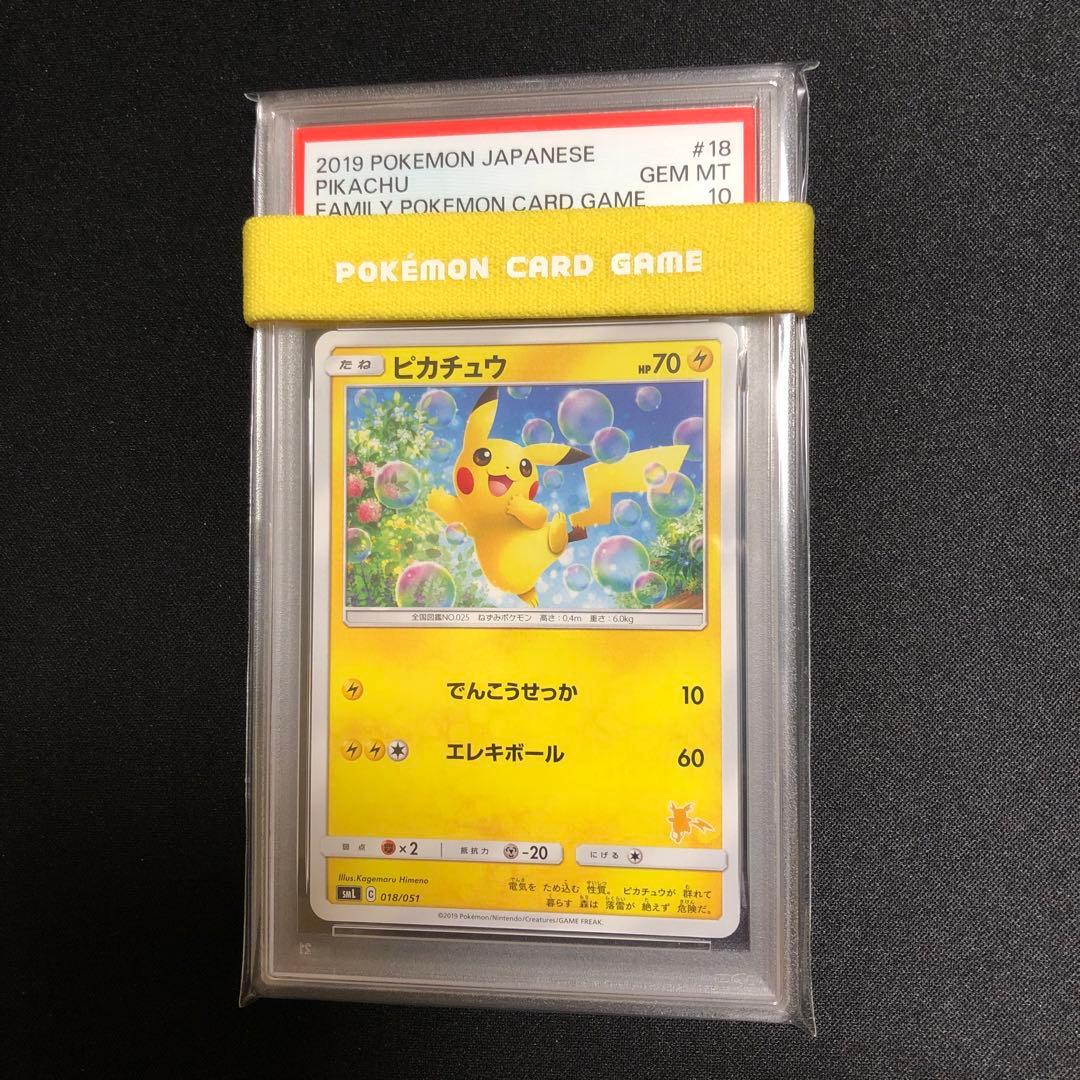 2019 POKEMON JAPANESE #18
PIKACHU GEM MT
FAMILY POKEMON CARD GAME 10
POKÉMON CARD GAME
たね ピカチュウ HP70
全国図鑑NO.025 ねずみポケモン 高さ:0.4m 重さ:6.0kg
でんこうせっか 10
エレキボール 60
弱点 ×2 抵抗力 -20 にげる
Illus.Kagemaru Himeno
SML C 018/051
電気を ため込む 性質。 ピカチュウが 群れて
暮らす 森は 落雷が 絶えず 危険だ。
©2019 Pokémon/Nintendo/Creatures/GAME FREAK.